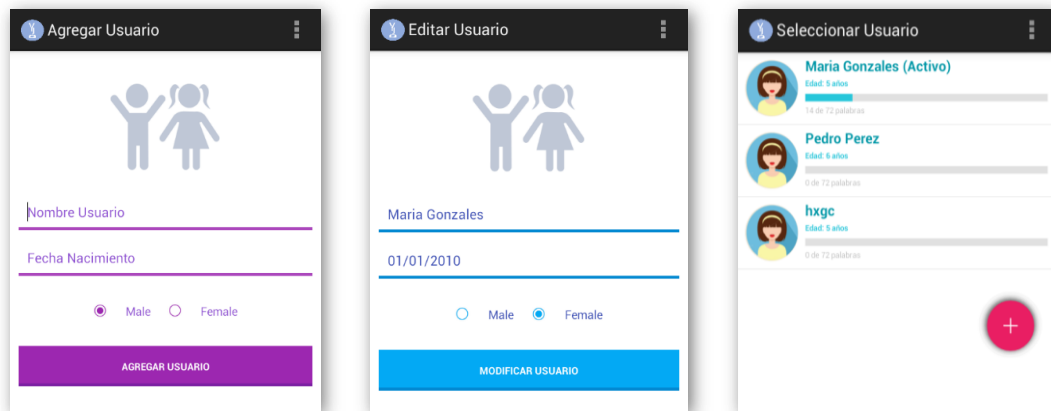 Agregar Usuario
Nombre Usuario
Fecha Nacimiento
Male Female
AGREGAR USUARIO
Editar Usuario
Maria Gonzales
01/01/2010
Male Female
MODIFICAR USUARIO
Seleccionar Usuario
Maria Gonzales (Activo)
Edad: 5 años
14 de 72 palabras
Pedro Perez
Edad: 6 años
0 de 72 palabras
hxgc
Edad: 5 años
0 de 72 palabras